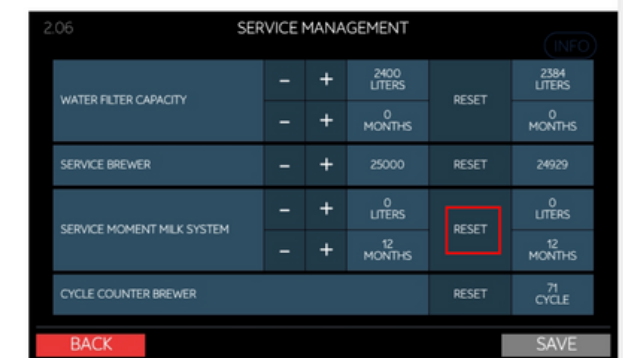 2.06 SERVICE MANAGEMENT
(INFO)
WATER FILTER CAPACITY
- + 2400 LITERS RESET 2384 LITERS
- + 0 MONTHS 0 MONTHS
SERVICE BREWER - + 25000 RESET 24929
SERVICE MOMENT MILK SYSTEM
- + 0 LITERS RESET 0 LITERS
- + 12 MONTHS 12 MONTHS
CYCLE COUNTER BREWER RESET 71 CYCLE
BACK SAVE